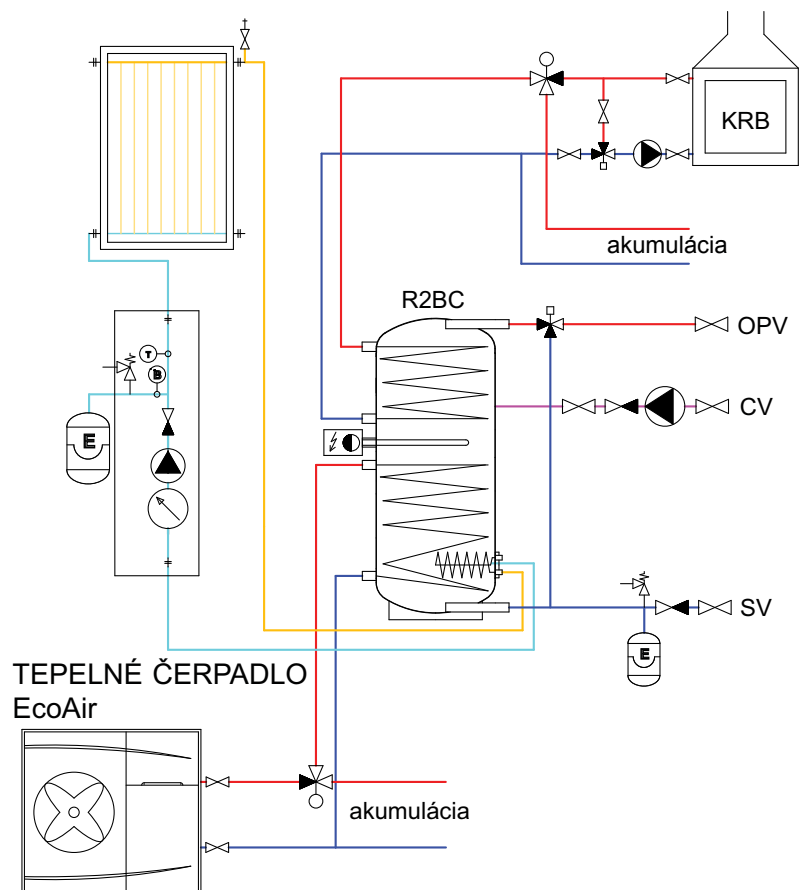 KRB
akumulácia
R2BC
OPV
T
B
CV
E
SV
E
TEPELNÉ ČERPADLO
EcoAir
akumulácia